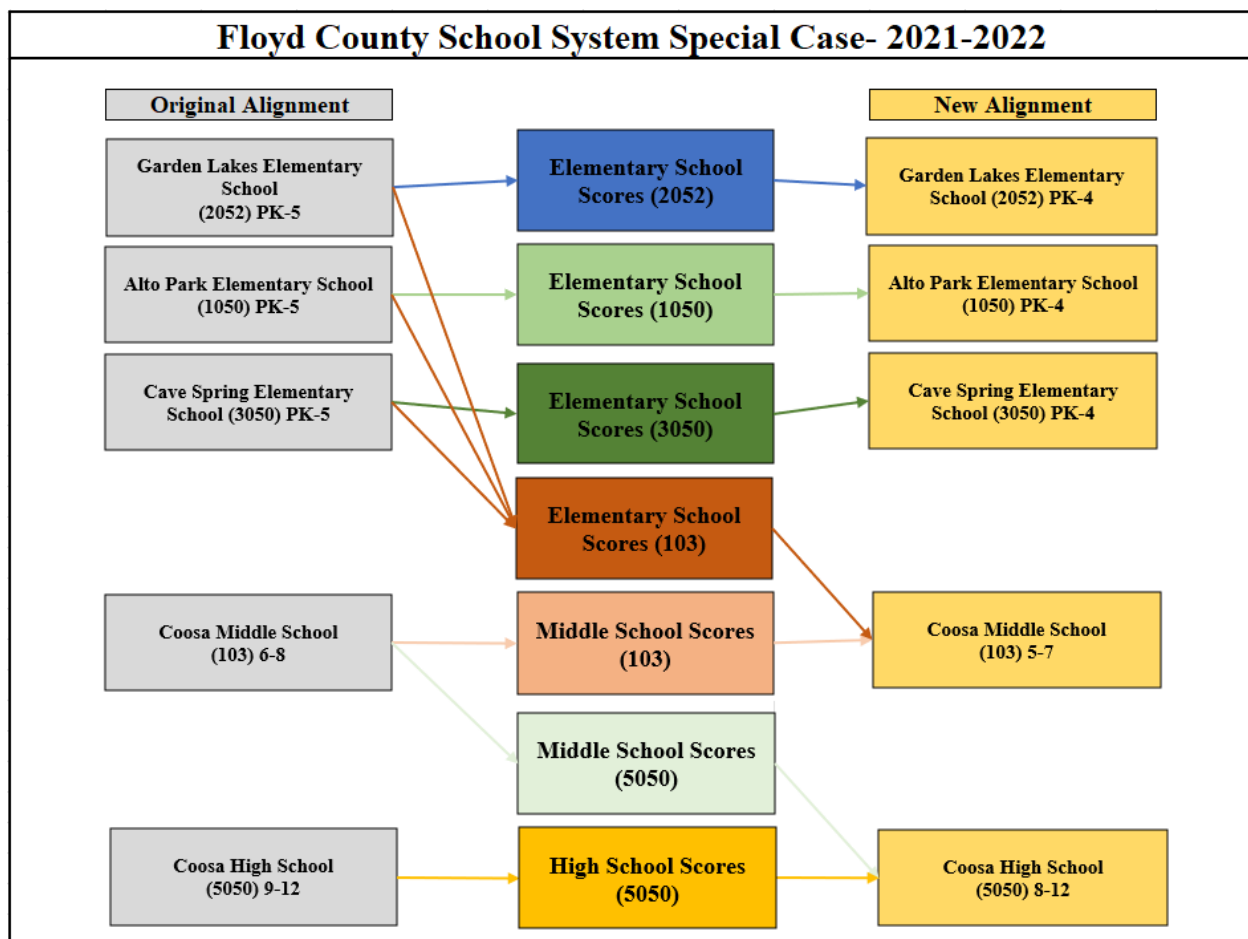 Floyd County School System Special Case- 2021-2022
Original Alignment
New Alignment
Garden Lakes Elementary
School
(2052) PK-5
Elementary School
Scores (2052)
Garden Lakes Elementary
School (2052) PK-4
Alto Park Elementary School
(1050) PK-5
Elementary School
Scores (1050)
Alto Park Elementary School
(1050) PK-4
Cave Spring Elementary
School (3050) PK-5
Elementary School
Scores (3050)
Cave Spring Elementary
School (3050) PK-4
Elementary School
Scores (103)
Coosa Middle School
(103) 6-8
Middle School Scores
(103)
Coosa Middle School
(103) 5-7
Middle School Scores
(5050)
Coosa High School
(5050) 9-12
High School Scores
(5050)
Coosa High School
(5050) 8-12